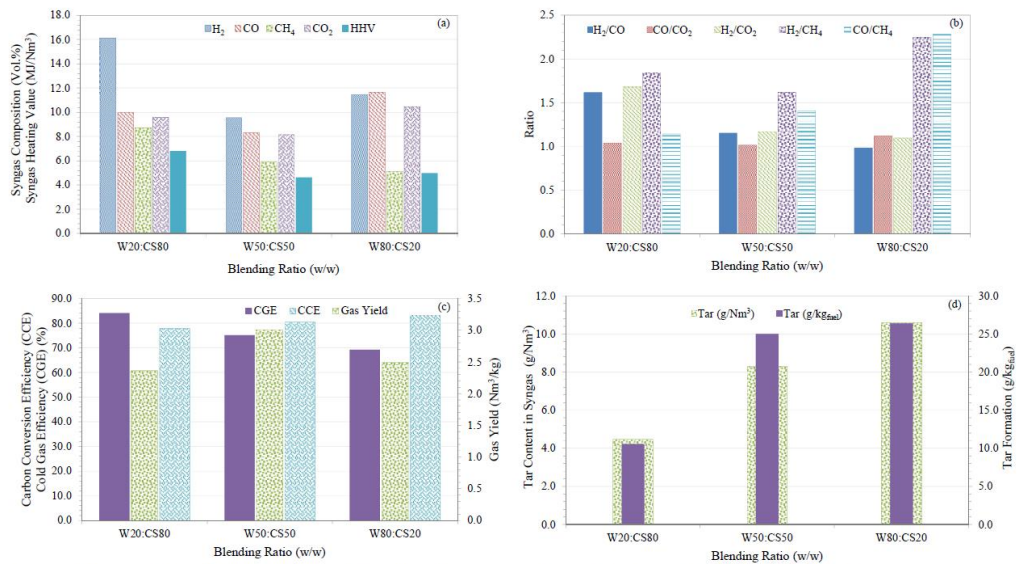 (a)
H₂ CO CH₄ CO₂ HHV
Syngas Composition (Vol.%)
Syngas Heating Value (MJ/Nm³)
18.0
16.0
14.0
12.0
10.0
8.0
6.0
4.0
2.0
0.0
W20:CS80 W50:CS50 W80:CS20
Blending Ratio (w/w)
(b)
H₂/CO CO/CO₂ H₂/CO₂ H₂/CH₄ CO/CH₄
Ratio
2.5
2.0
1.5
1.0
0.5
0.0
W20:CS80 W50:CS50 W80:CS20
Blending Ratio (w/w)
(c)
CGE CCE Gas Yield
Carbon Conversion Efficiency (CCE)
Cold Gas Efficiency (CGE) (%)
90.0
80.0
70.0
60.0
50.0
40.0
30.0
20.0
10.0
0.0
3.5
3.0
2.5
2.0
1.5
1.0
0.5
0.0
Gas Yield (Nm³/kg)
W20:CS80 W50:CS50 W80:CS20
Blending Ratio (w/w)
(d)
Tar (g/Nm³) Tar (g/kgfuel)
Tar Content in Syngas (g/Nm³)
12.0
10.0
8.0
6.0
4.0
2.0
0.0
30.0
25.0
20.0
15.0
10.0
5.0
0.0
Tar Formation (g/kgfuel)
W20:CS80 W50:CS50 W80:CS20
Blending Ratio (w/w)